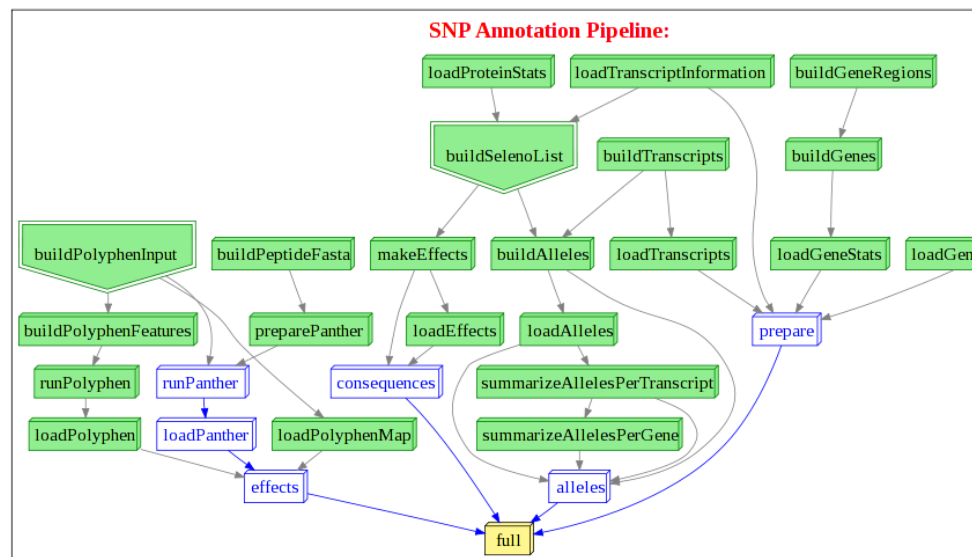 SNP Annotation Pipeline:
loadProteinStats loadTranscriptInformation buildGeneRegions
buildSelenoList buildTranscripts buildGenes
buildPolyphenInput buildPeptideFasta makeEffects buildAlleles loadTranscripts loadGeneStats loadGen
buildPolyphenFeatures preparePanther loadEffects loadAlleles prepare
runPolyphen runPanther consequences summarizeAllelesPerTranscript
loadPolyphen loadPanther loadPolyphenMap summarizeAllelesPerGene
effects alleles
full